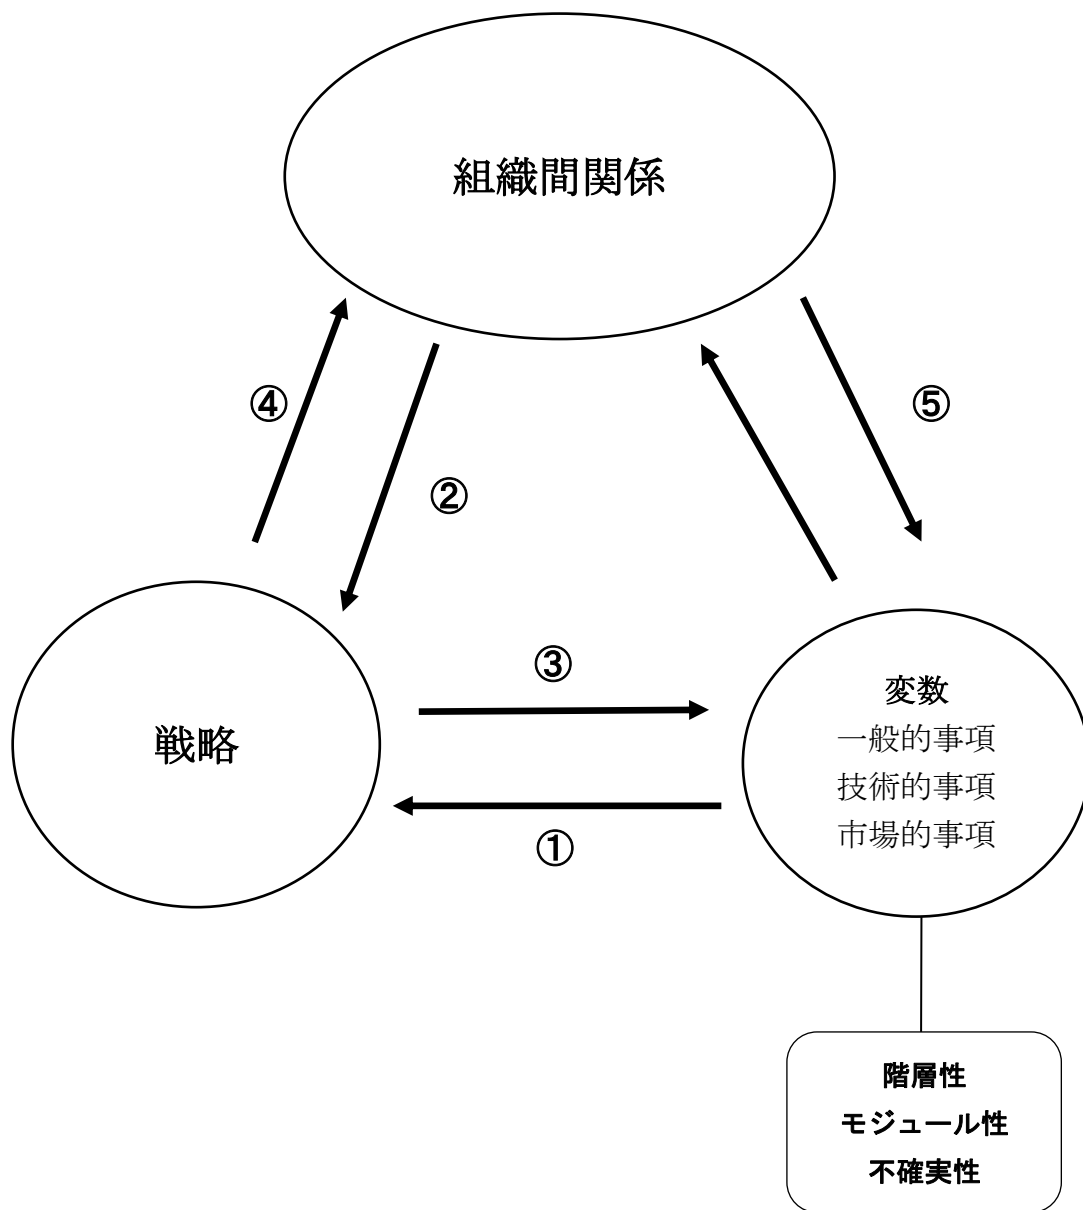 組織間関係
④
⑤
②
③
戦略
変数
一般的事項
技術的事項
市場的事項
①
階層性
モジュール性
不確実性